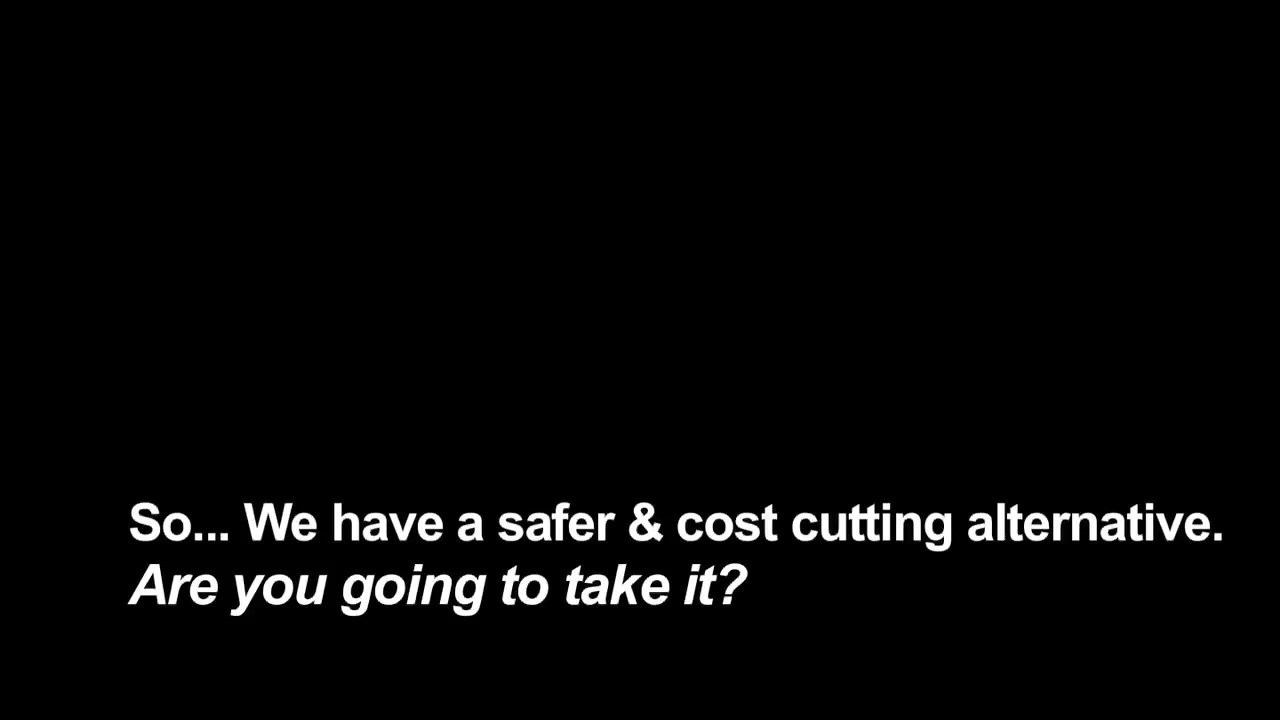 So... We have a safer & cost cutting alternative.
Are you going to take it?